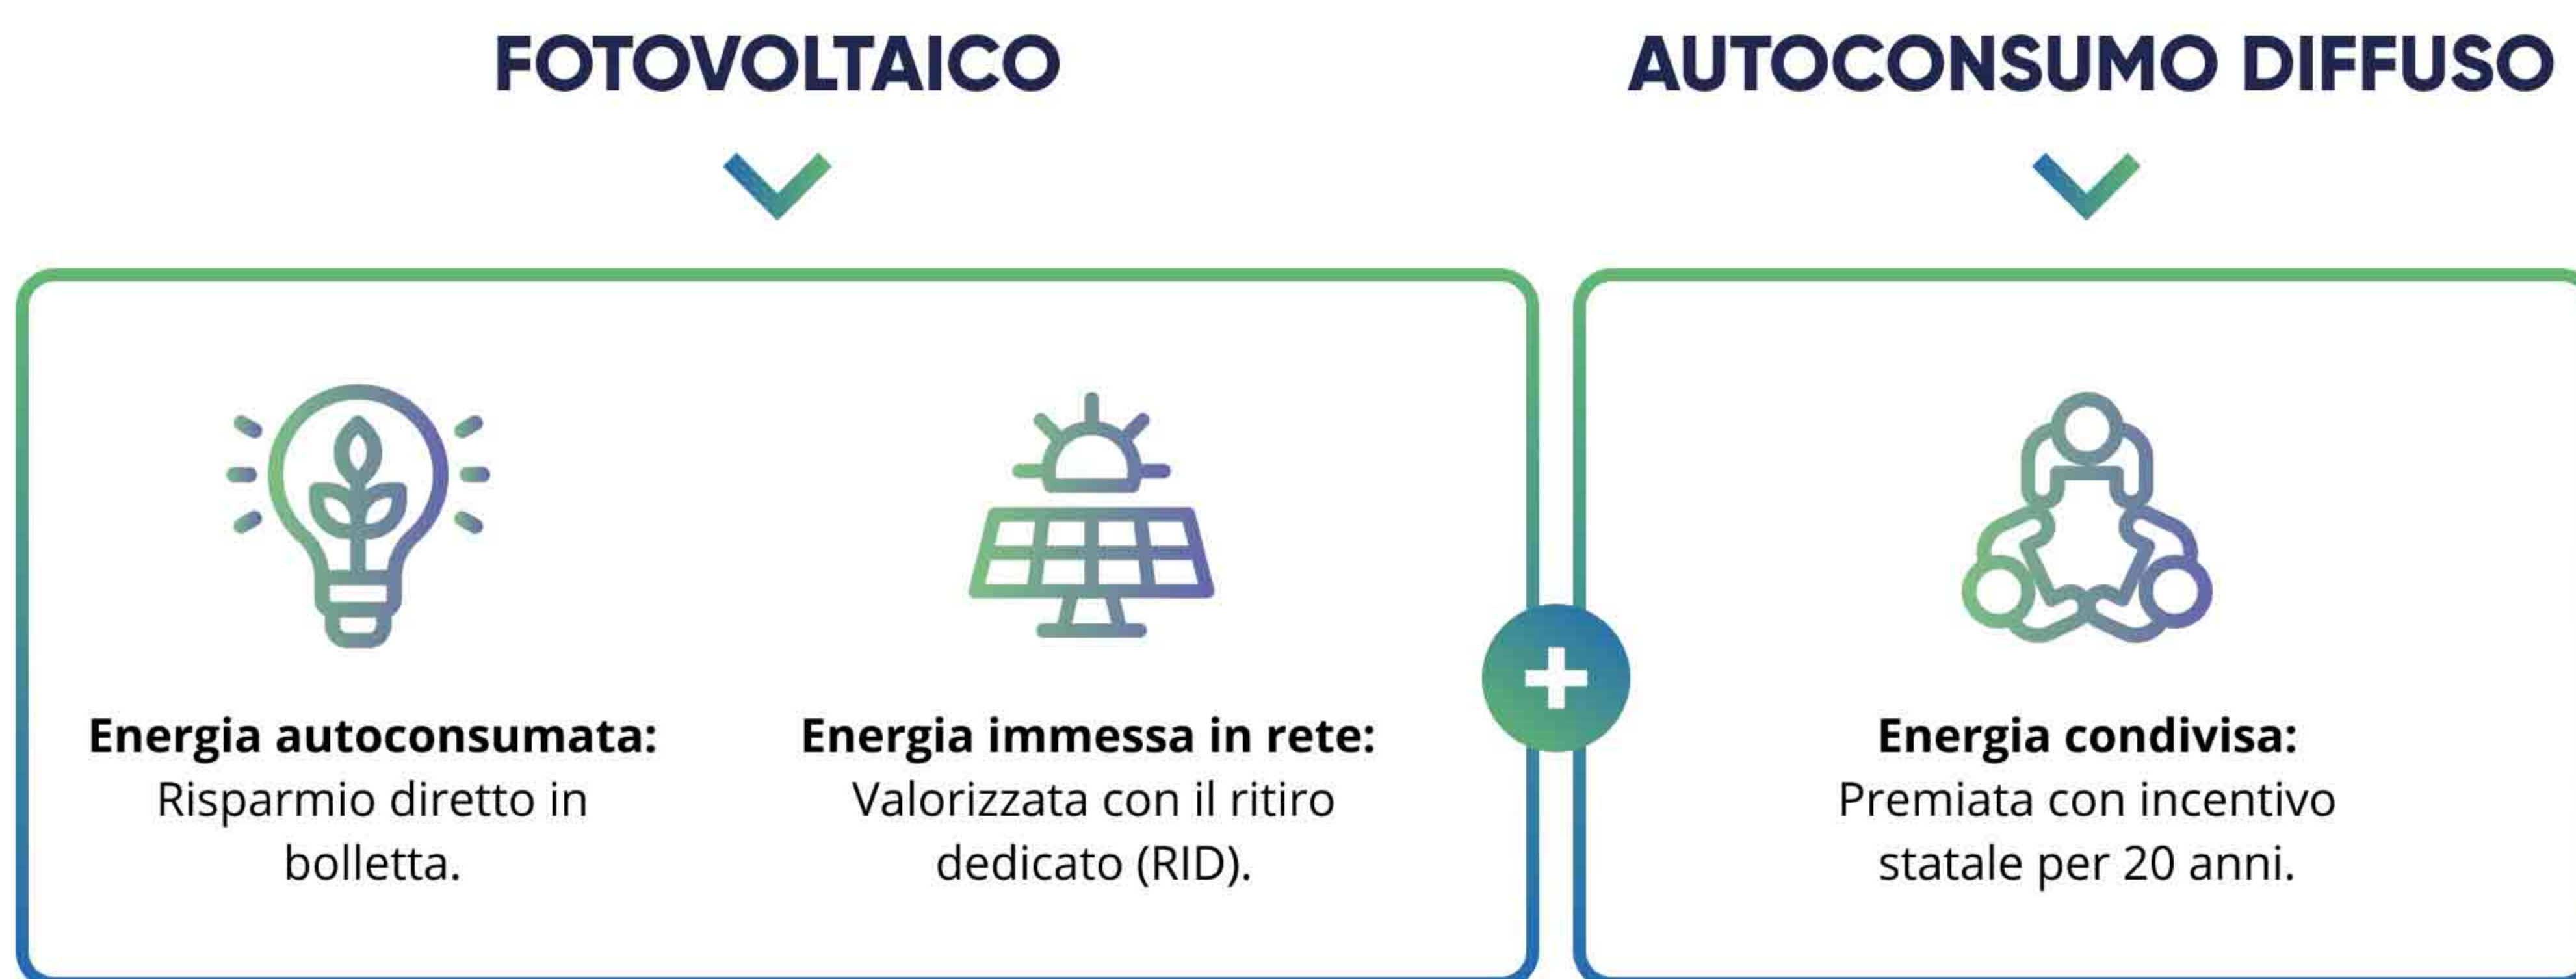 FOTOVOLTAICO
AUTOCONSUMO DIFFUSO
Energia autoconsumata:
Risparmio diretto in
bolletta.
Energia immessa in rete:
Valorizzata con il ritiro
dedicato (RID).
+
Energia condivisa:
Premiata con incentivo
statale per 20 anni.